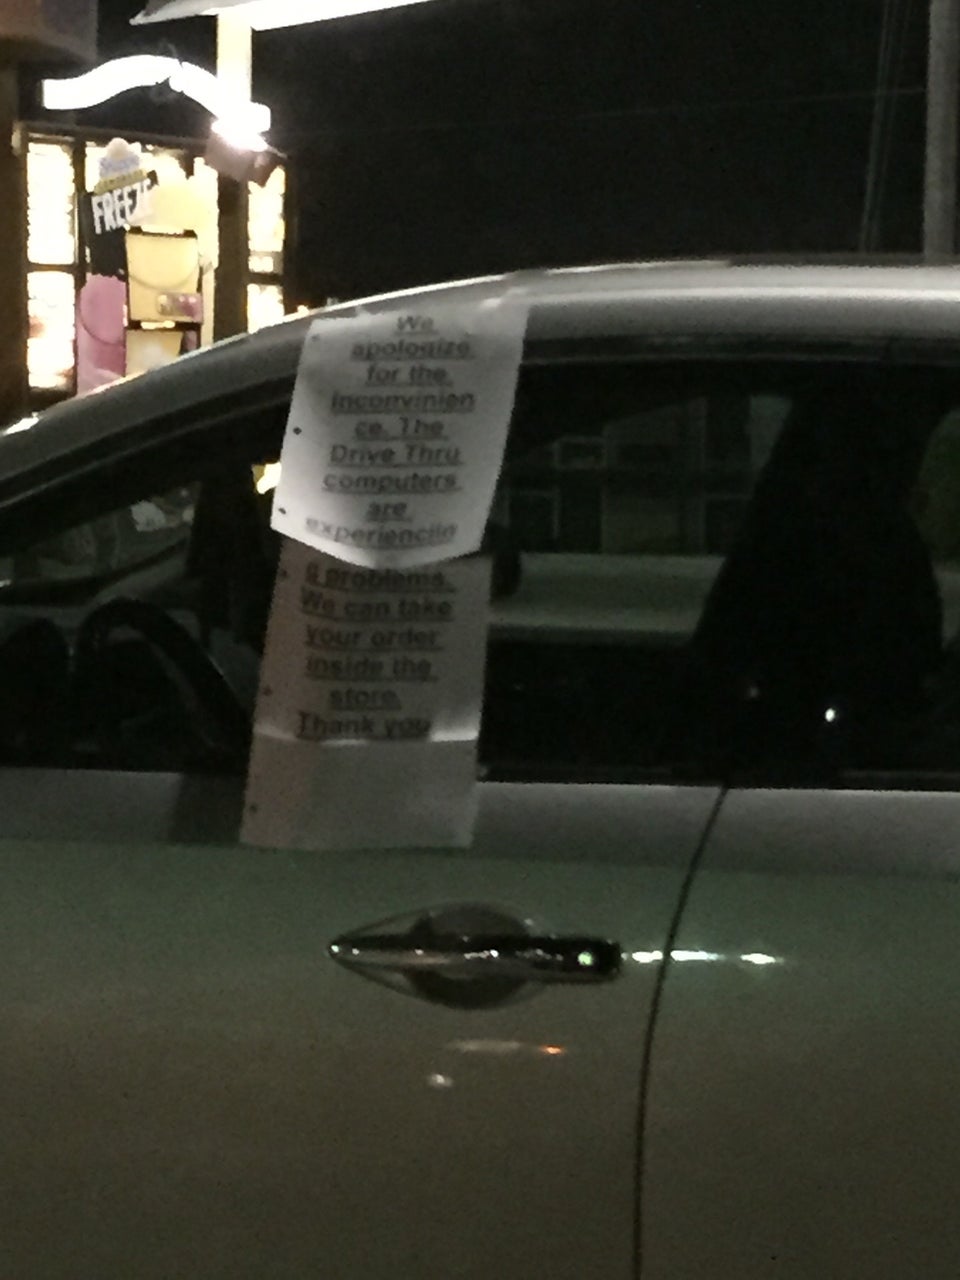 FREEZE
We
apologize
for the
inconvinien
ce. The
Drive Thru
computers
are
experiencin
g problems.
We can take
your order
inside the
store.
Thank you